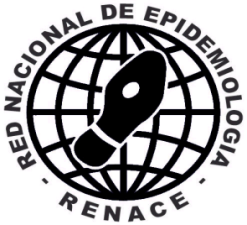 - RED NACIONAL DE EPIDEMIOLOGIA -
RENACE